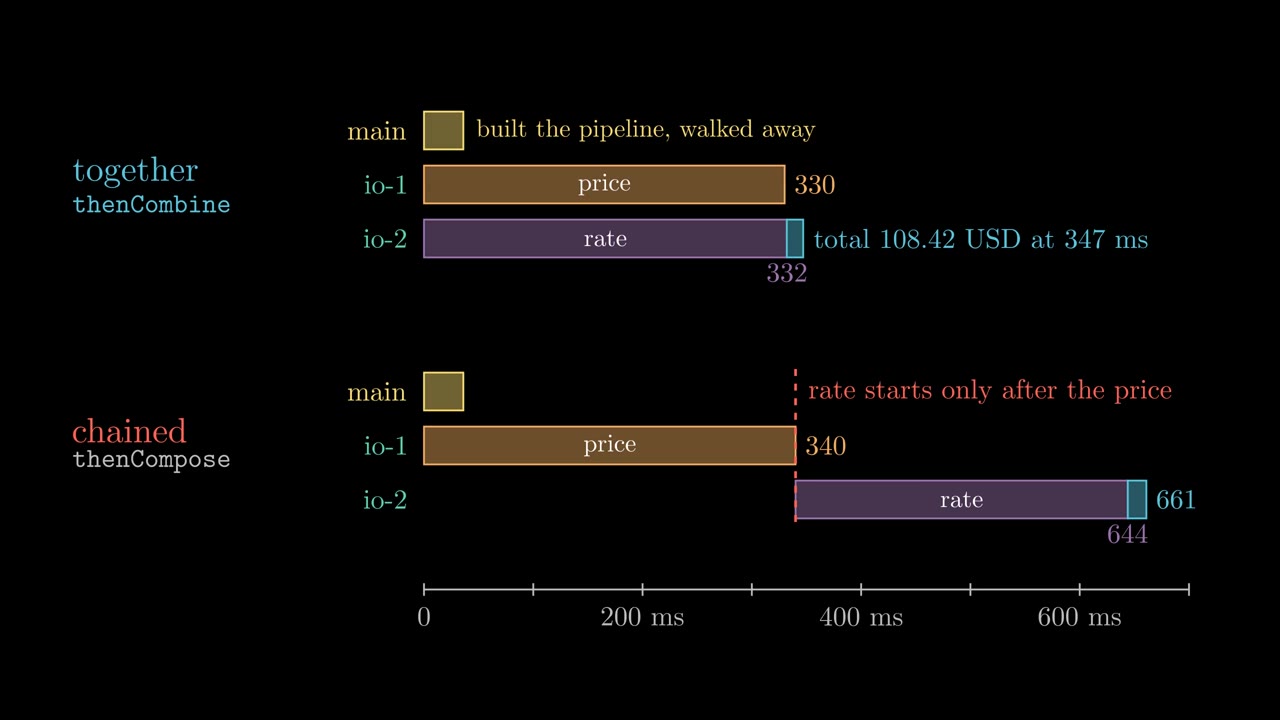 main built the pipeline, walked away
together
thenCombine
io-1 price 330
io-2 rate total 108.42 USD at 347 ms
332
main rate starts only after the price
chained
thenCompose
io-1 price 340
io-2 rate 661
644
0 200 ms 400 ms 600 ms